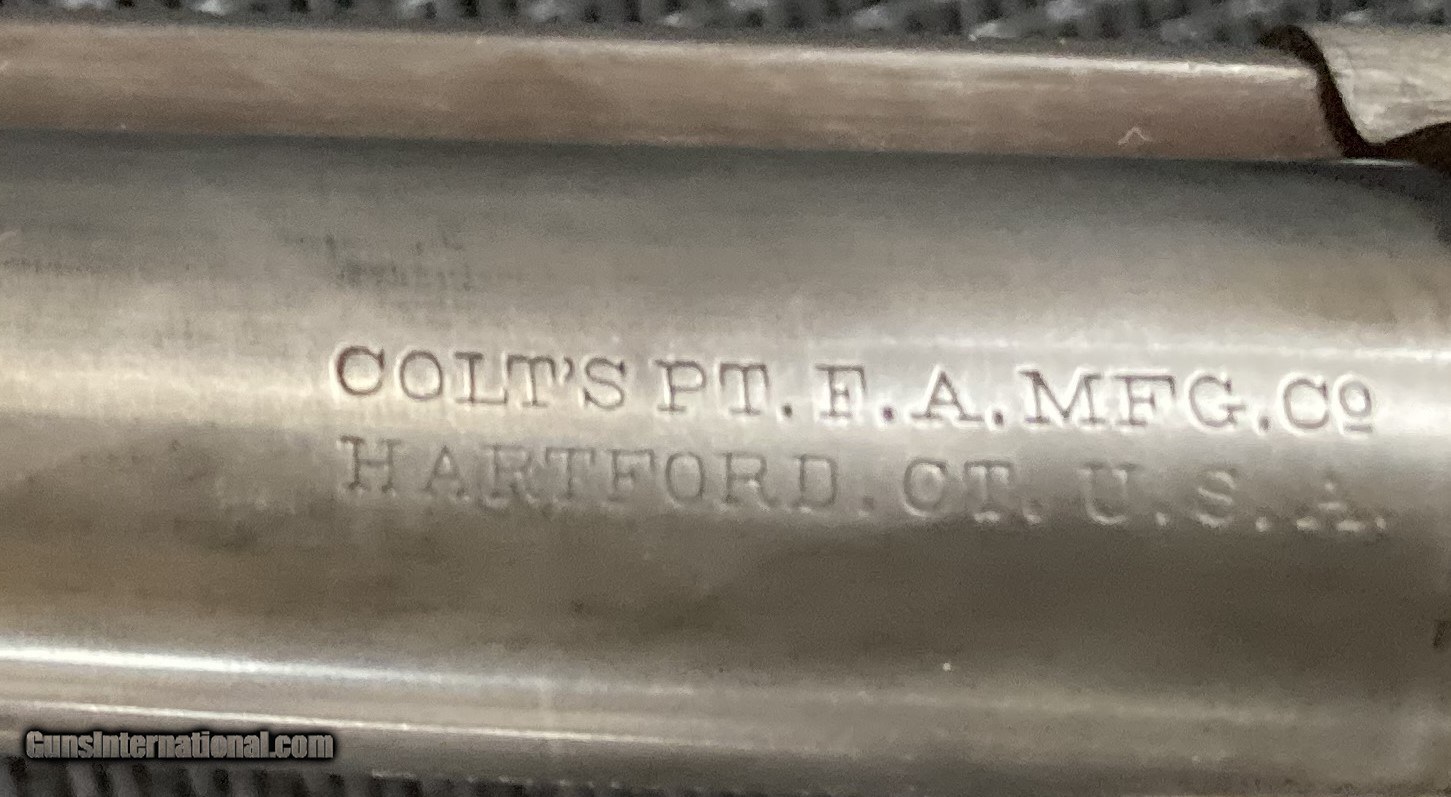 COLT'S PT. F. A. MFG. Cº
HARTFORD. CT. U. S. A.
GunsInternational.com